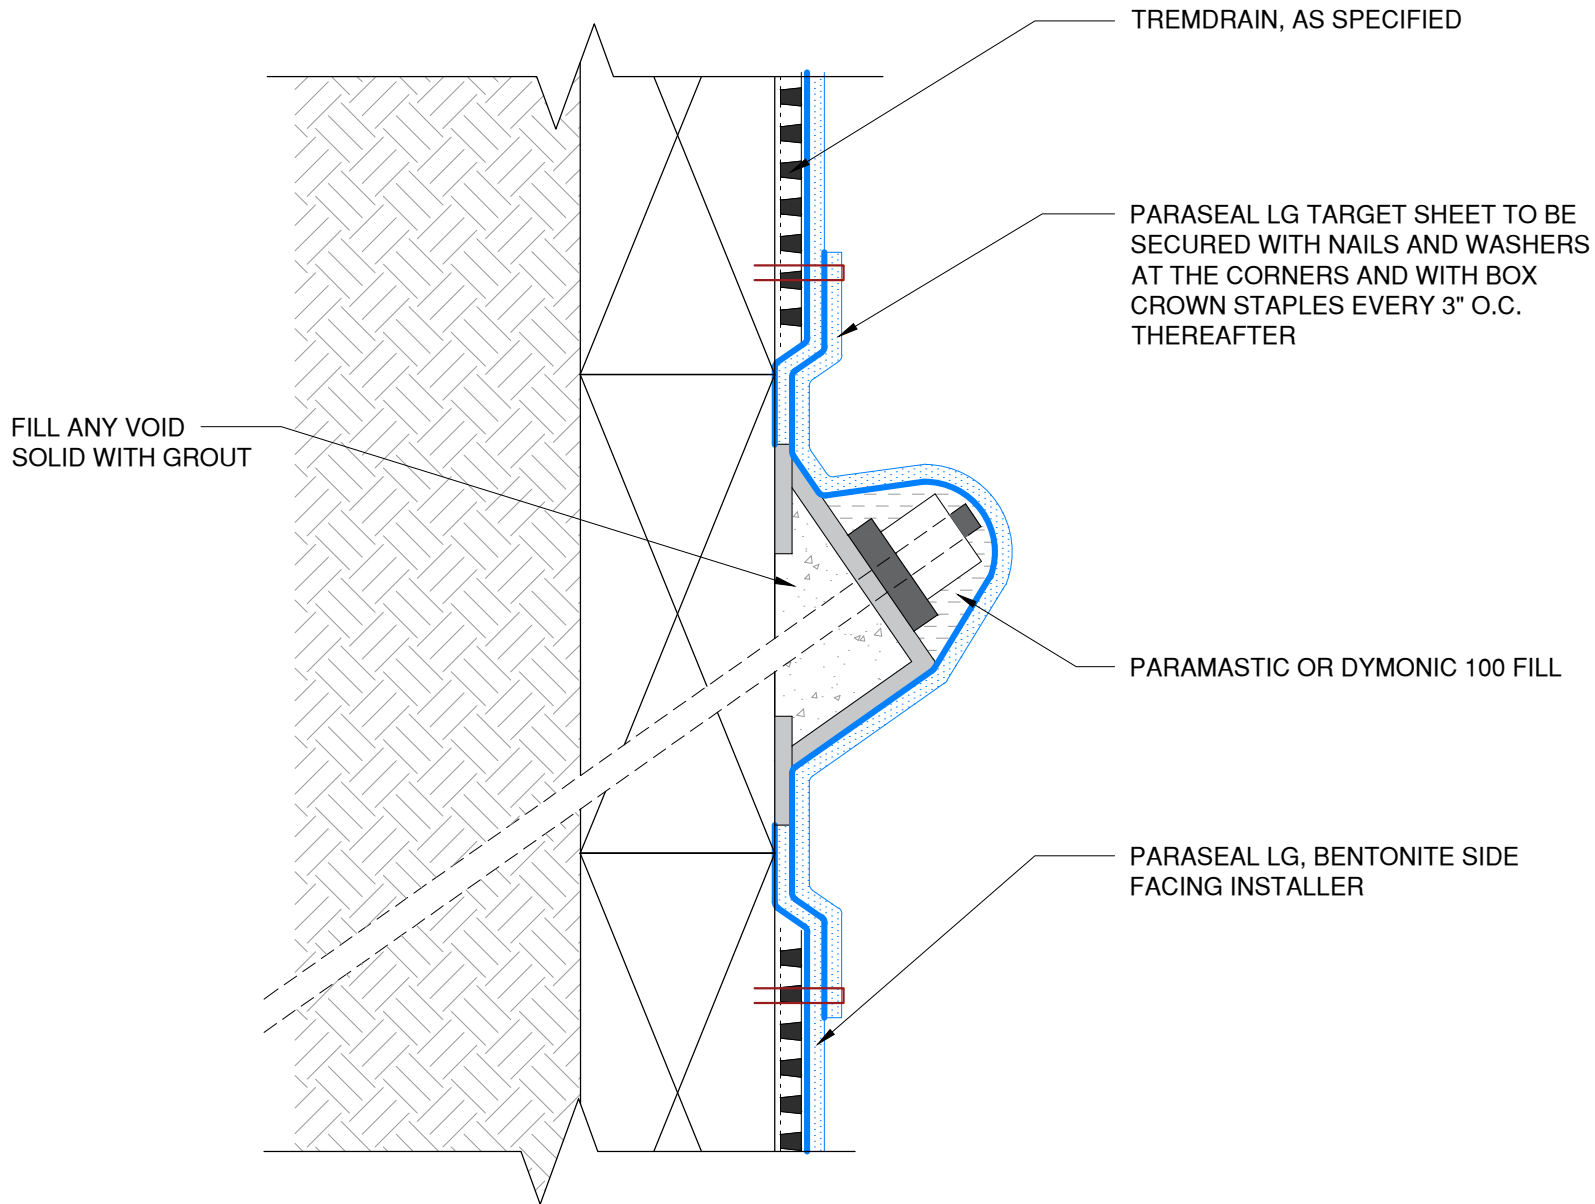 TREMDRAIN, AS SPECIFIED
PARASEAL LG TARGET SHEET TO BE
SECURED WITH NAILS AND WASHERS
AT THE CORNERS AND WITH BOX
CROWN STAPLES EVERY 3" O.C.
THEREAFTER
FILL ANY VOID
SOLID WITH GROUT
PARAMASTIC OR DYMONIC 100 FILL
PARASEAL LG, BENTONITE SIDE
FACING INSTALLER